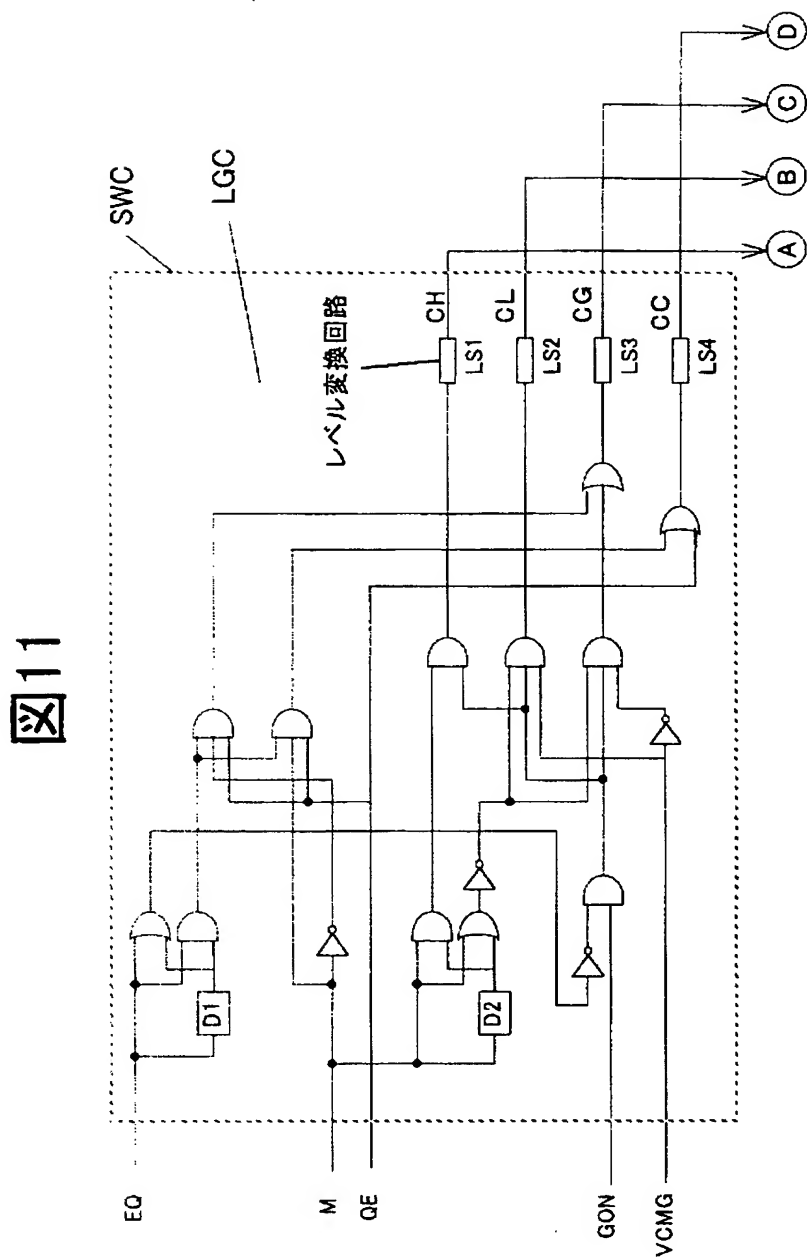 図11
SWC
LGC
レベル変換回路
EQ
M
QE
GON
VCMG
D1
D2
CH
LS1
CL
LS2
CG
LS3
CC
LS4
A
B
C
D